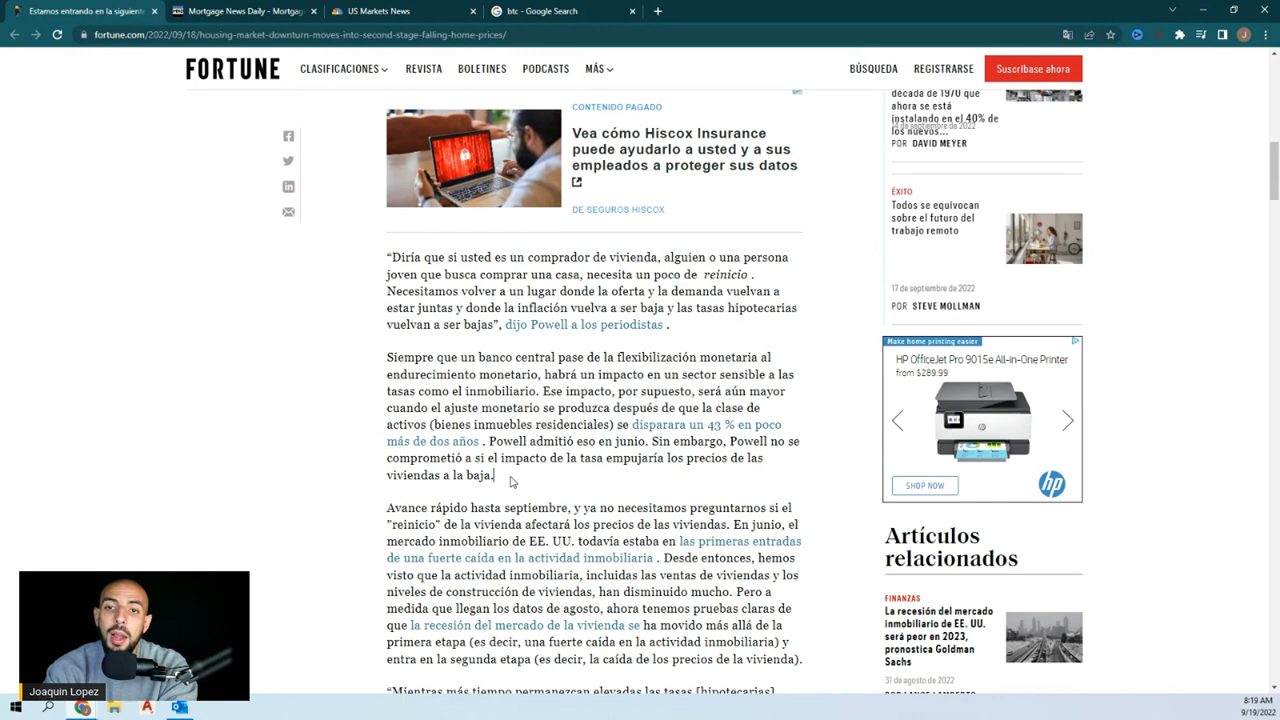 Estamos entrando en la siguient
Mortgage News Daily - Mortgag
US Markets News
btc - Google Search
fortune.com/2022/09/18/housing-market-downturn-moves-into-second-stage-falling-home-prices/
FORTUNE
CLASIFICACIONES
REVISTA
BOLETINES
PODCASTS
MÁS
BÚSQUEDA
REGISTRARSE
Suscríbase ahora
CONTENIDO PAGADO
Vea cómo Hiscox Insurance
puede ayudarlo a usted y a sus
empleados a proteger sus datos
DE SEGUROS HISCOX
“Diría que si usted es un comprador de vivienda, alguien o una persona
joven que busca comprar una casa, necesita un poco de reinicio .
Necesitamos volver a un lugar donde la oferta y la demanda vuelvan a
estar juntas y donde la inflación vuelva a ser baja y las tasas hipotecarias
vuelvan a ser bajas”, dijo Powell a los periodistas .
Siempre que un banco central pase de la flexibilización monetaria al
endurecimiento monetario, habrá un impacto en un sector sensible a las
tasas como el inmobiliario. Ese impacto, por supuesto, será aún mayor
cuando el ajuste monetario se produzca después de que la clase de
activos (bienes inmuebles residenciales) se disparara un 43 % en poco
más de dos años . Powell admitió eso en junio. Sin embargo, Powell no se
comprometió a si el impacto de la tasa empujaría los precios de las
viviendas a la baja.
Avance rápido hasta septiembre, y ya no necesitamos preguntarnos si el
"reinicio" de la vivienda afectará los precios de las viviendas. En junio, el
mercado inmobiliario de EE. UU. todavía estaba en las primeras entradas
de una fuerte caída en la actividad inmobiliaria . Desde entonces, hemos
visto que la actividad inmobiliaria, incluidas las ventas de viviendas y los
niveles de construcción de viviendas, han disminuido mucho. Pero a
medida que llegan los datos de agosto, ahora tenemos pruebas claras de
que la recesión del mercado de la vivienda se ha movido más allá de la
primera etapa (es decir, una fuerte caída en la actividad inmobiliaria) y
entra en la segunda etapa (es decir, la caída de los precios de la vivienda).
“Mientras más tiempo permanezcan elevadas las tasas [hipotecarias]
década de 1970 que
ahora se está
instalando en el 40% de
los nuevos...
14 de septiembre de 2022
POR DAVID MEYER
ÉXITO
Todos se equivocan
sobre el futuro del
trabajo remoto
17 de septiembre de 2022
POR STEVE MOLLMAN
Make home printing easier
HP OfficeJet Pro 9015e All-in-One Printer
from $289.99
SHOP NOW
hp
Artículos
relacionados
FINANZAS
La recesión del mercado
inmobiliario de EE. UU.
será peor en 2023,
pronostica Goldman
Sachs
31 de agosto de 2022
POR LANCE LAMBERT
Joaquin Lopez
8:19 AM
9/19/2022